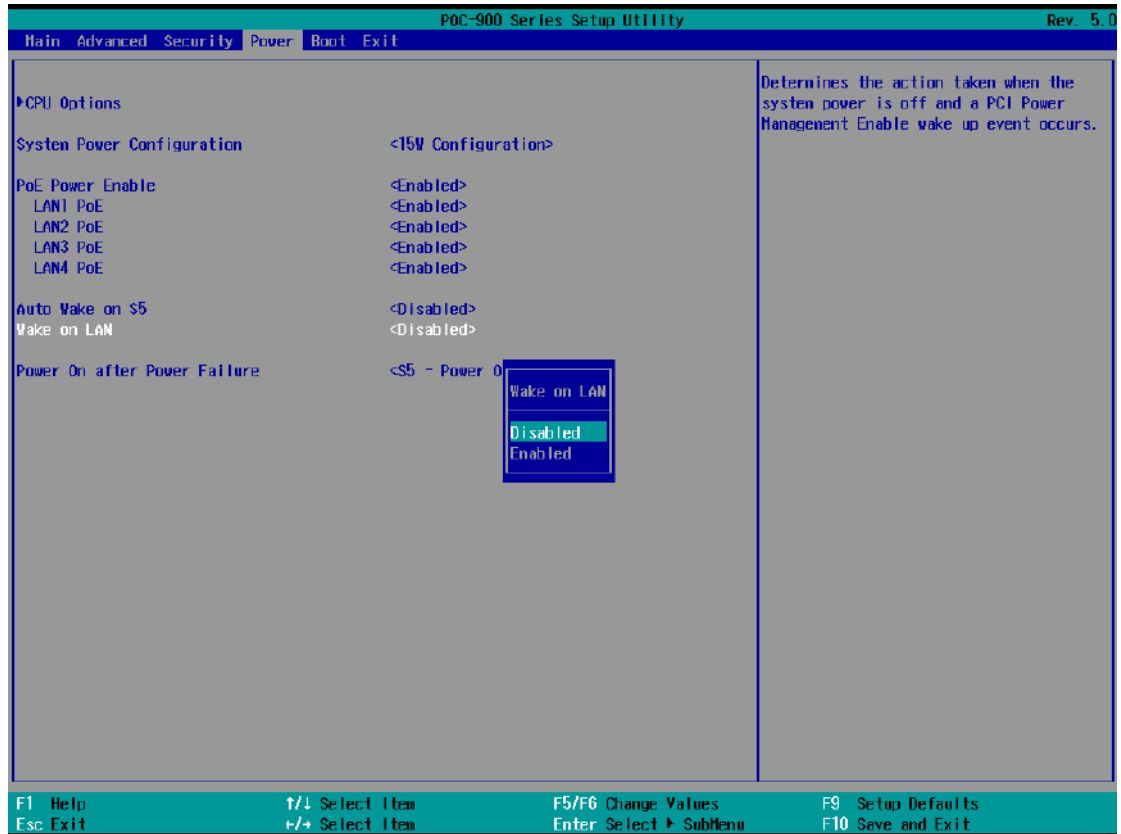 POC-900 Series Setup Utility Rev. 5.0
Main Advanced Security Power Boot Exit
▶CPU Options
System Power Configuration <15W Configuration>
PoE Power Enable <Enabled>
LAN1 PoE <Enabled>
LAN2 PoE <Enabled>
LAN3 PoE <Enabled>
LAN4 PoE <Enabled>
Auto Wake on S5 <Disabled>
Wake on LAN <Disabled>
Power On after Power Failure <S5 - Power O
Wake on LAN
Disabled
Enabled
Determines the action taken when the
system power is off and a PCI Power
Management Enable wake up event occurs.
F1 Help ↑/↓ Select Item F5/F6 Change Values F9 Setup Defaults
Esc Exit ←/→ Select Item Enter Select ▶ SubMenu F10 Save and Exit